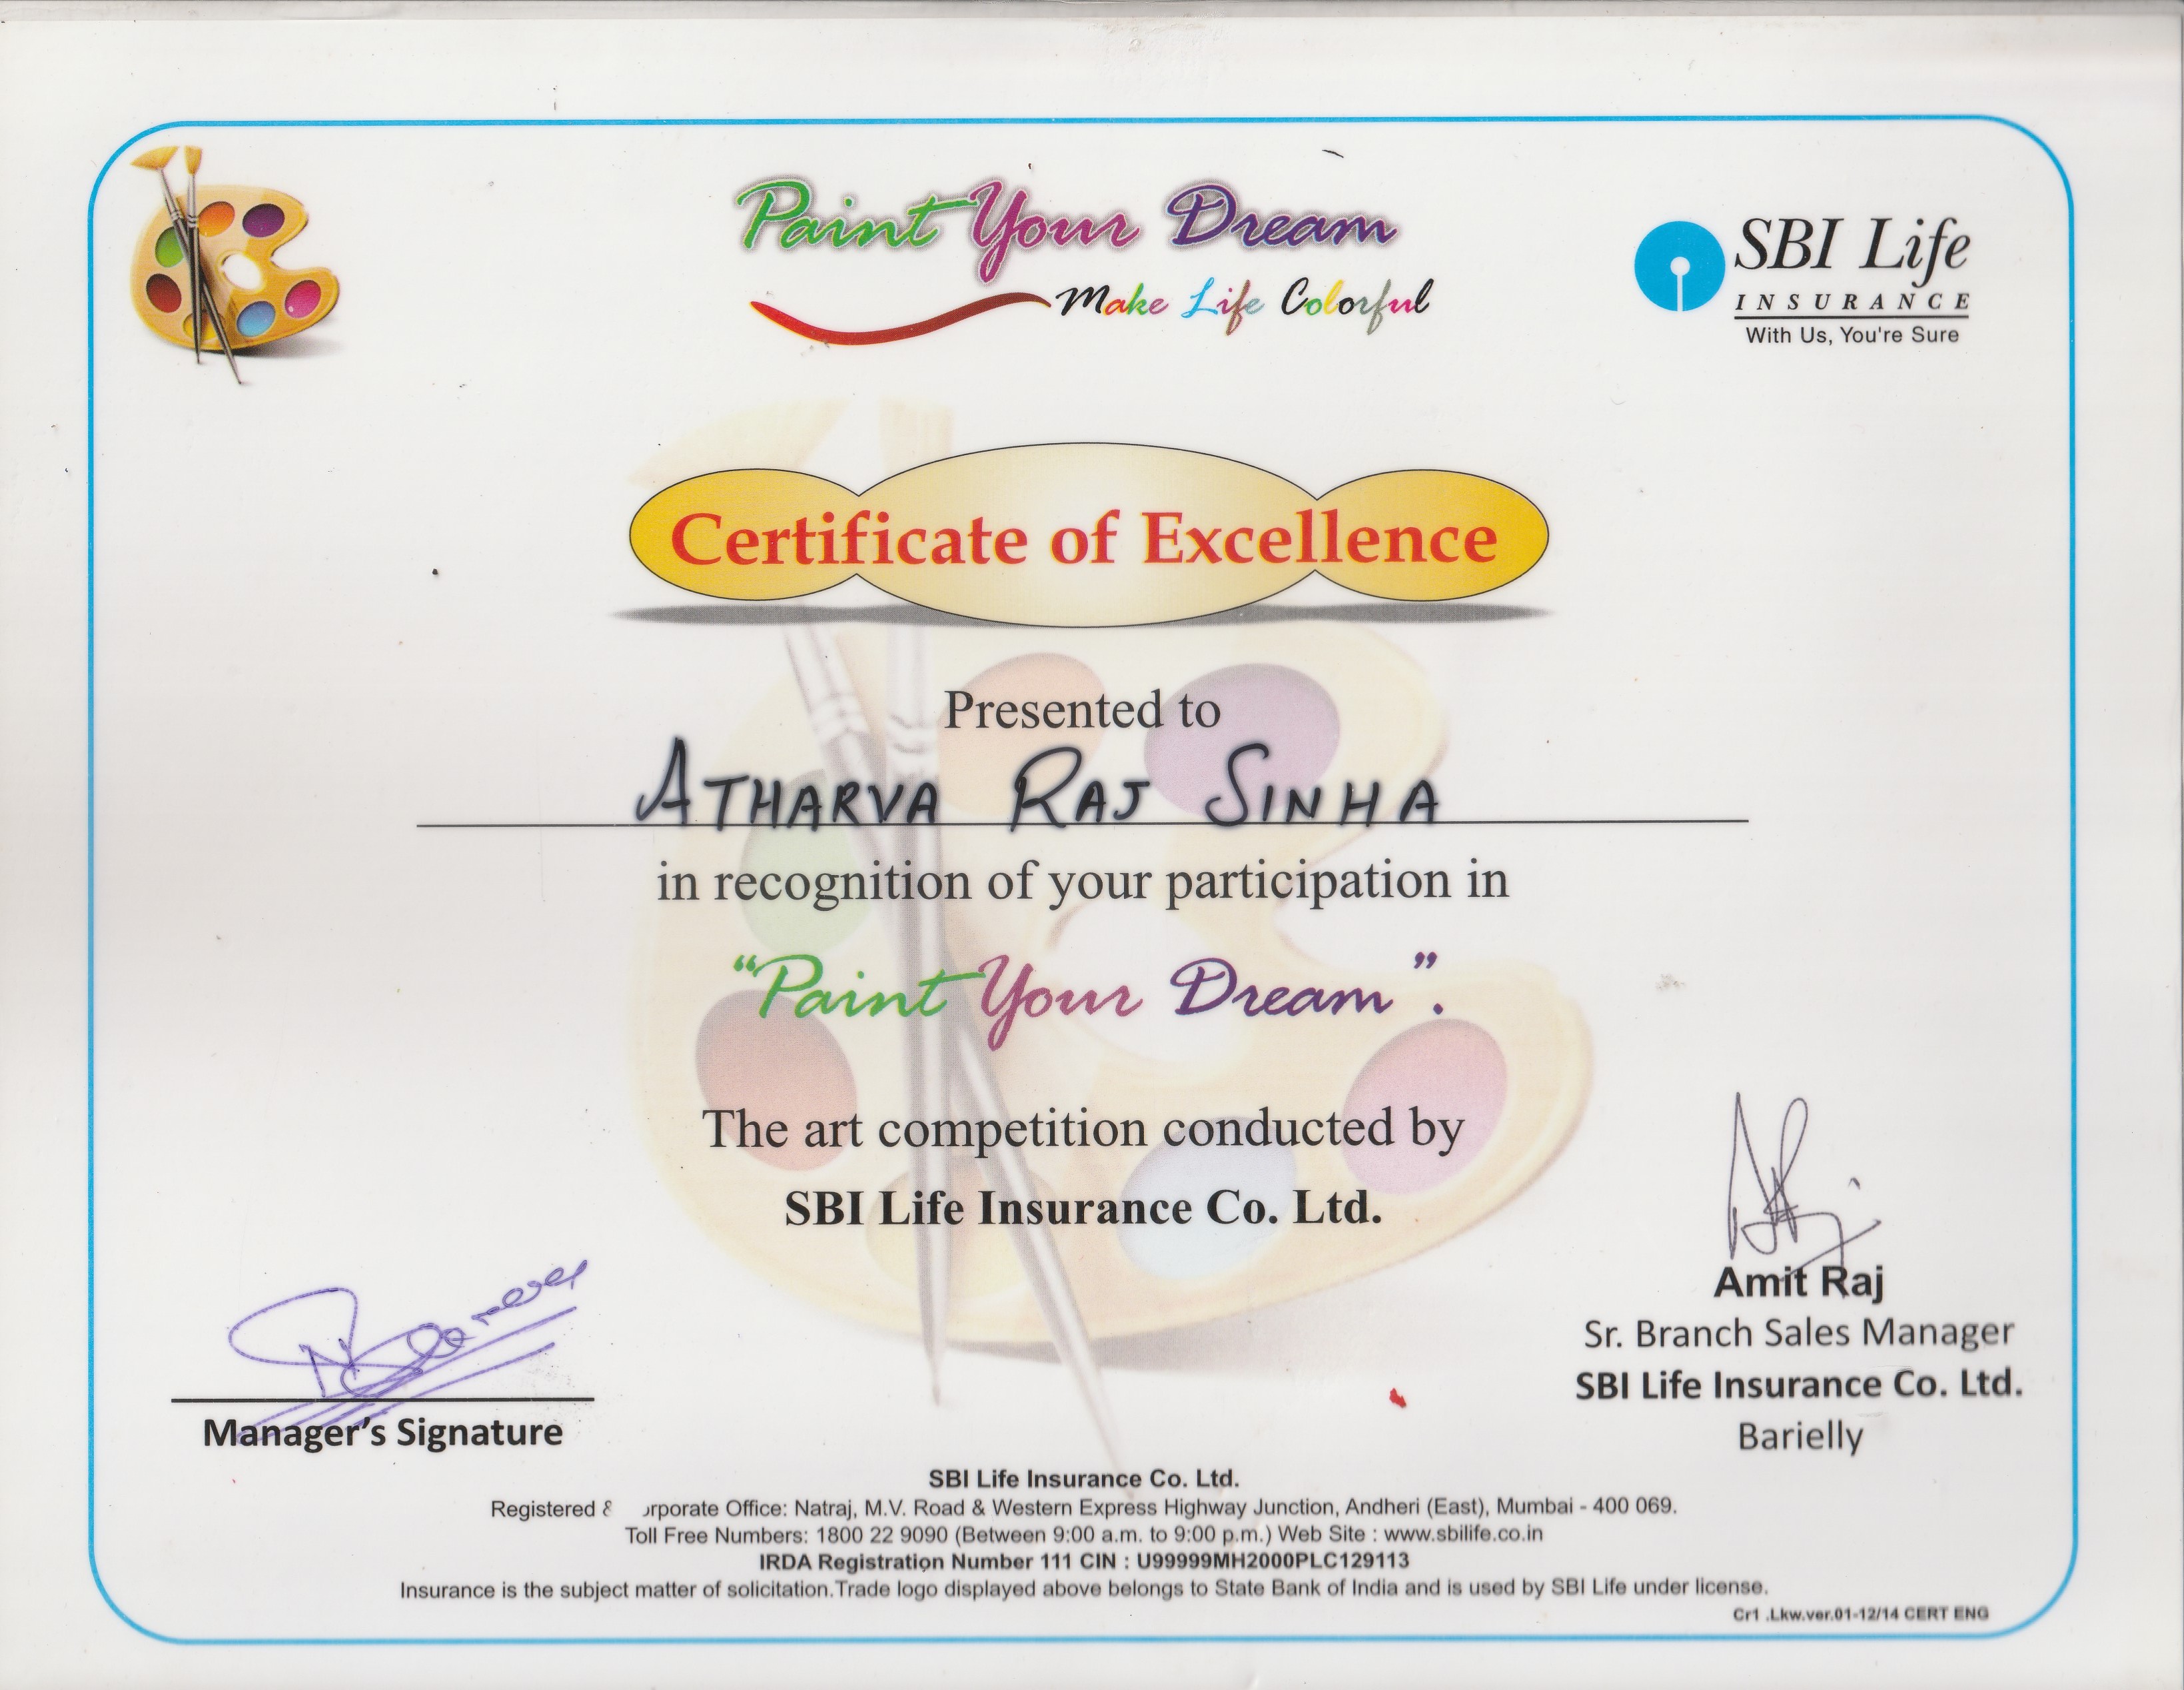 Paint Your Dream
Make Life Colorful
SBI Life
INSURANCE
With Us, You're Sure
Certificate of Excellence
Presented to
ATHARVA RAJ SINHA
in recognition of your participation in
“Paint Your Dream”.
The art competition conducted by
SBI Life Insurance Co. Ltd.
Manager’s Signature
Amit Raj
Sr. Branch Sales Manager
SBI Life Insurance Co. Ltd.
Barielly
SBI Life Insurance Co. Ltd.
Registered & orporate Office: Natraj, M.V. Road & Western Express Highway Junction, Andheri (East), Mumbai - 400 069.
Toll Free Numbers: 1800 22 9090 (Between 9:00 a.m. to 9:00 p.m.) Web Site : www.sbilife.co.in
IRDA Registration Number 111 CIN : U99999MH2000PLC129113
Insurance is the subject matter of solicitation.Trade logo displayed above belongs to State Bank of India and is used by SBI Life under license.
Cr1 .Lkw.ver.01-12/14 CERT ENG